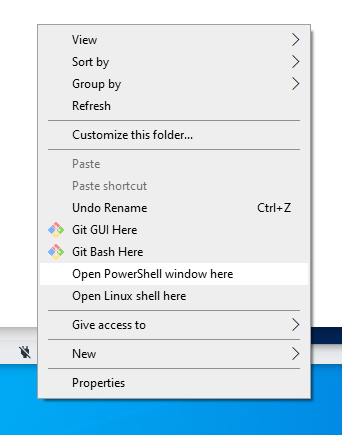 View
Sort by
Group by
Refresh
Customize this folder...
Paste
Paste shortcut
Undo Rename Ctrl+Z
Git GUI Here
Git Bash Here
Open PowerShell window here
Open Linux shell here
Give access to
New
Properties